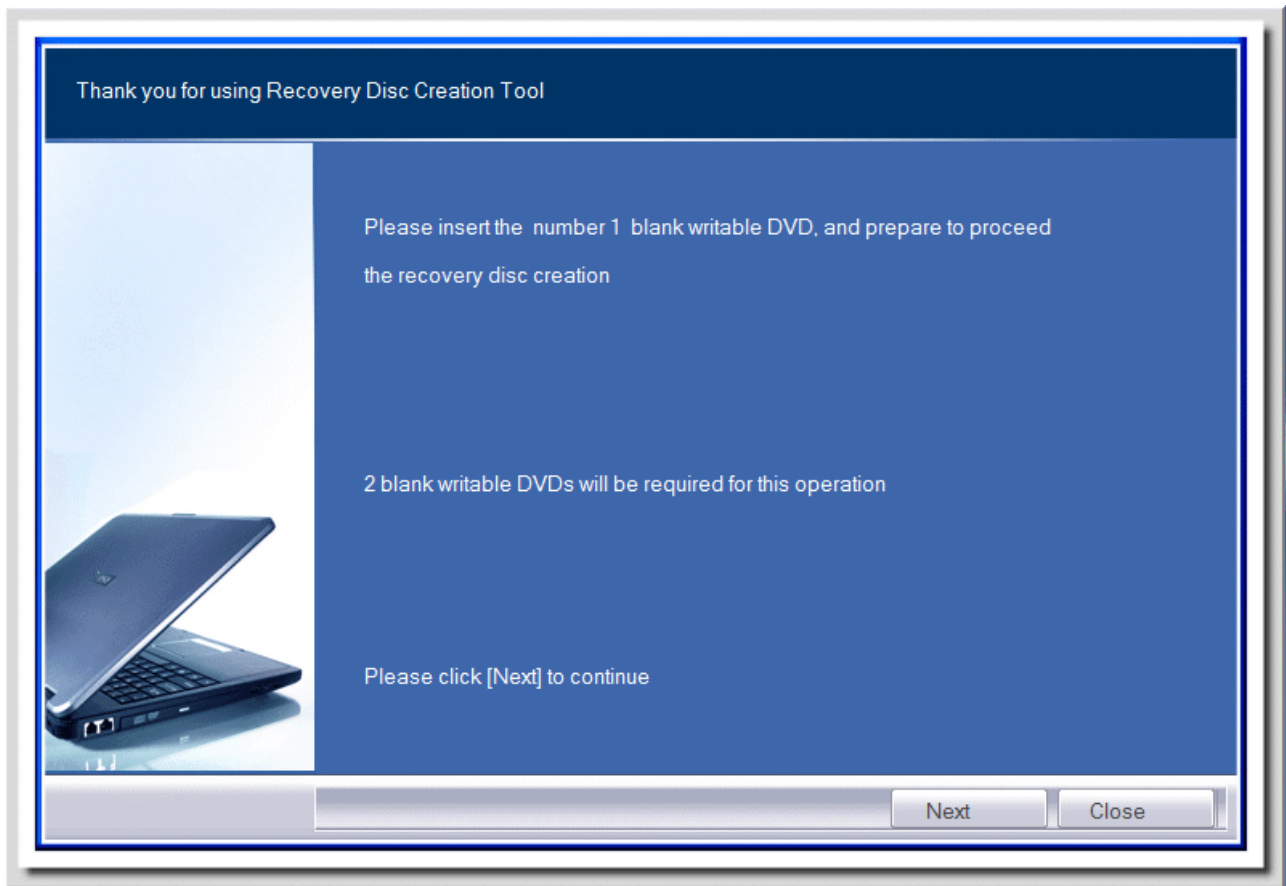 Thank you for using Recovery Disc Creation Tool
Please insert the  number 1  blank writable DVD, and prepare to proceed
the recovery disc creation
2 blank writable DVDs will be required for this operation
Please click [Next] to continue
Next
Close